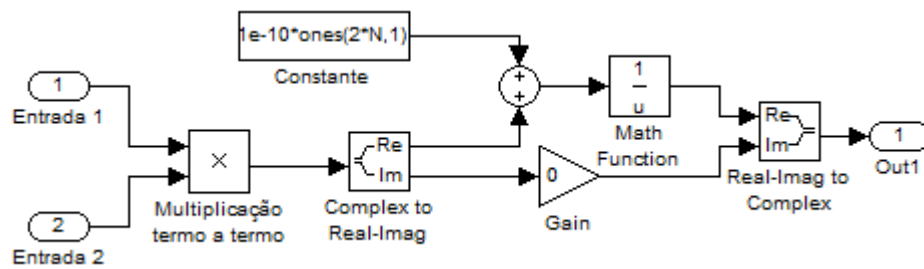 1e-10*ones(2*N,1)
Constante
1
Entrada 1
2
Entrada 2
×
Multiplicação
termo a termo
Re
Im
Complex to
Real-Imag
+
+
0
Gain
1
u
Math
Function
Re
Im
Real-Imag to
Complex
1
Out1